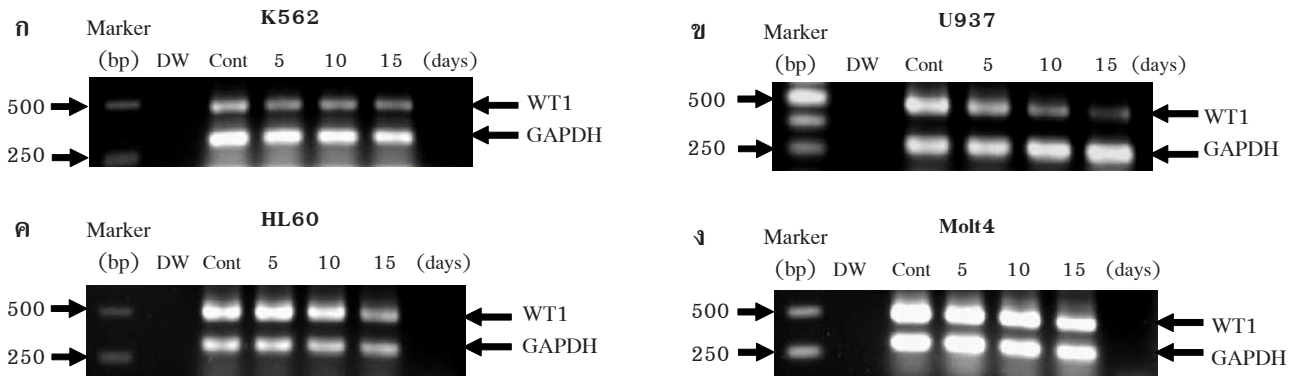 ก
K562
Marker
(bp) DW Cont 5 10 15 (days)
500
WT1
GAPDH
250
ข
U937
Marker
(bp) DW Cont 5 10 15 (days)
500
WT1
250
GAPDH
ค
HL60
Marker
(bp) DW Cont 5 10 15 (days)
500
WT1
GAPDH
250
ง
Molt4
Marker
(bp) DW Cont 5 10 15 (days)
500
WT1
250
GAPDH